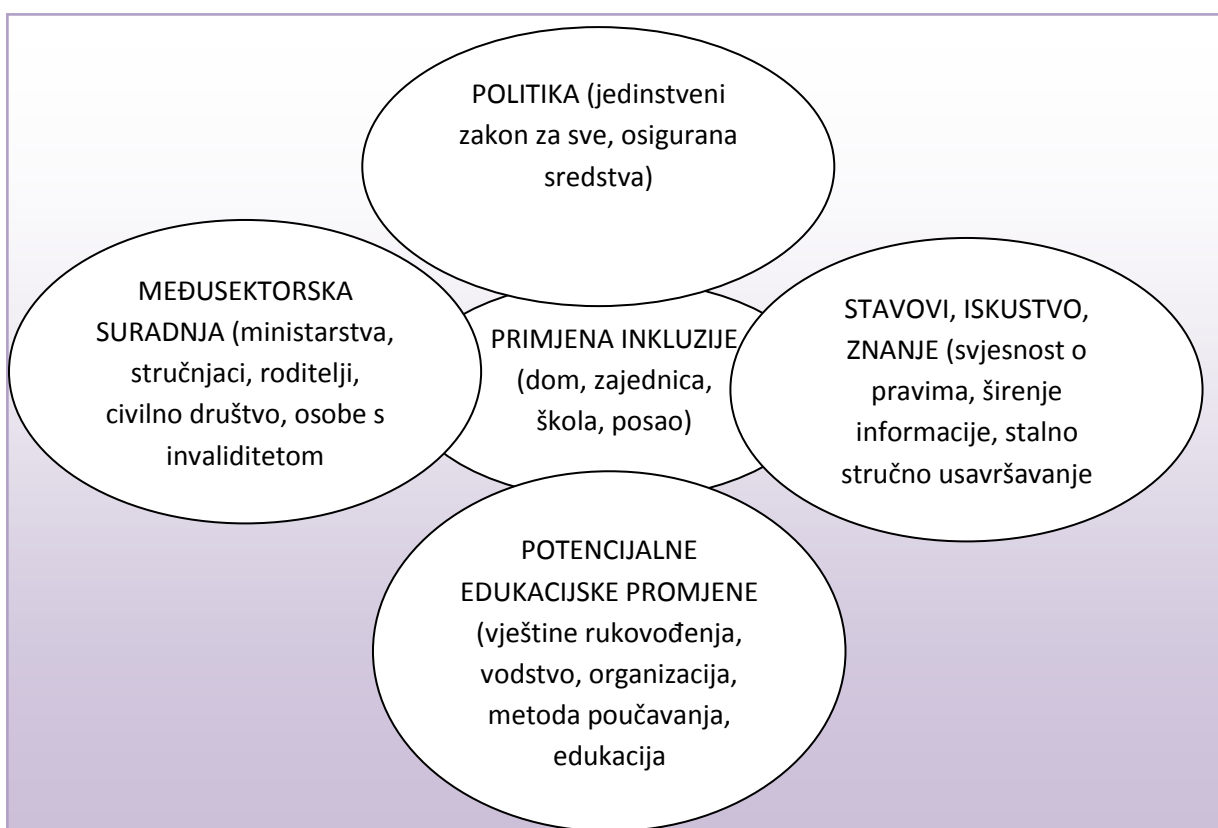 POLITIKA (jedinstveni
zakon za sve, osigurana
sredstva)
MEĐUSEKTORSKA
SURADNJA (ministarstva,
stručnjaci, roditelji,
civilno društvo, osobe s
invaliditetom
PRIMJENA INKLUZIJE
(dom, zajednica,
škola, posao)
STAVOVI, ISKUSTVO,
ZNANJE (svjesnost o
pravima, širenje
informacije, stalno
stručno usavršavanje
POTENCIJALNE
EDUKACIJSKE PROMJENE
(vještine rukovođenja,
vodstvo, organizacija,
metoda poučavanja,
edukacija